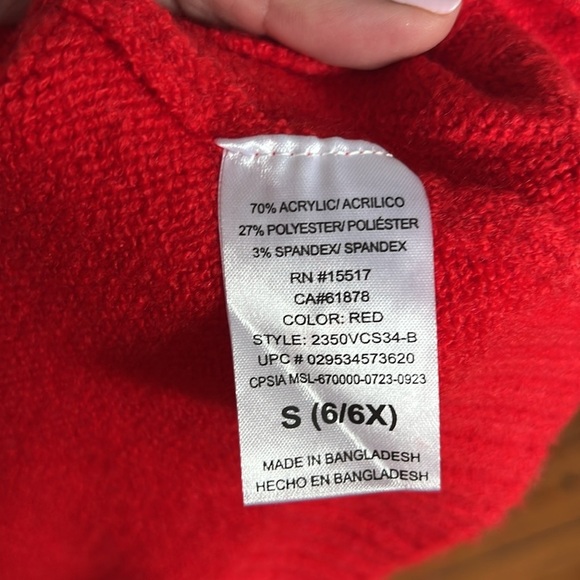 70% ACRYLIC/ ACRILICO
27% POLYESTER/ POLIÉSTER
3% SPANDEX/ SPANDEX
RN #15517
CA#61878
COLOR: RED
STYLE: 2350VCS34-B
UPC # 029534573620
CPSIA MSL-670000-0723-0923
S (6/6X)
MADE IN BANGLADESH
HECHO EN BANGLADESH